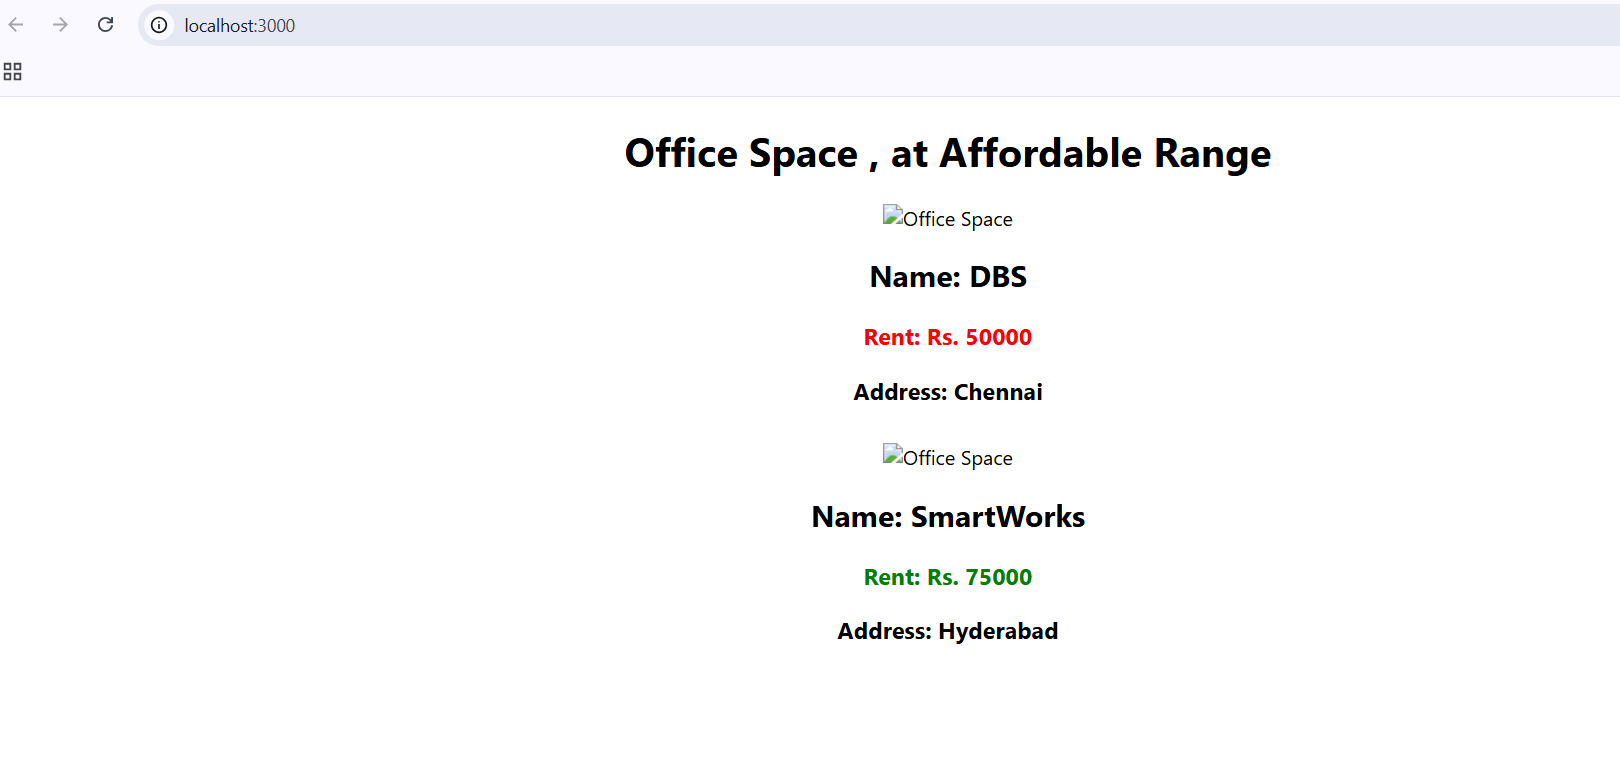 localhost:3000
Office Space , at Affordable Range
Office Space
Name: DBS
Rent: Rs. 50000
Address: Chennai
Office Space
Name: SmartWorks
Rent: Rs. 75000
Address: Hyderabad